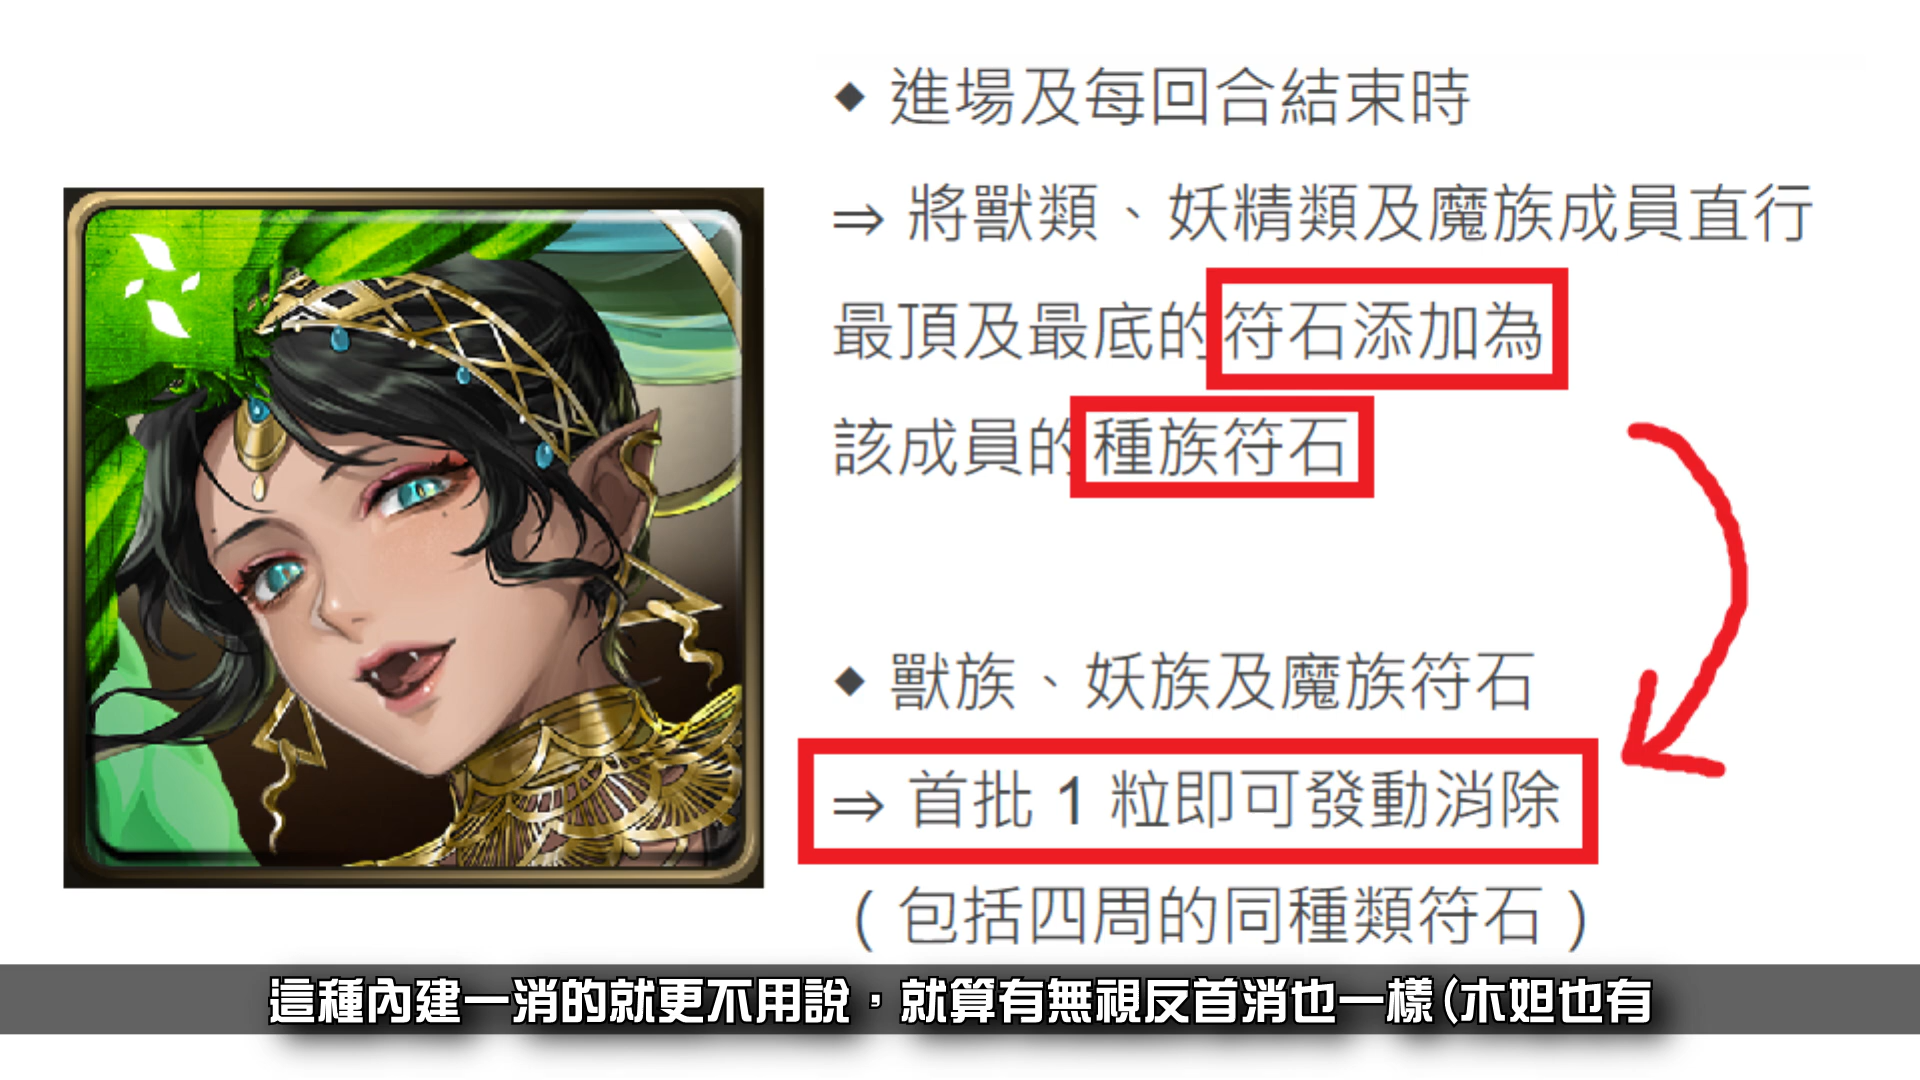 ◆ 進場及每回合結束時
⇒ 將獸類、妖精類及魔族成員直行
最頂及最底的符石添加為
該成員的種族符石
◆ 獸族、妖族及魔族符石
⇒ 首批 1 粒即可發動消除
(包括四周的同種類符石)
這種內建一消的就更不用說，就算有無視反首消也一樣(木妲也有